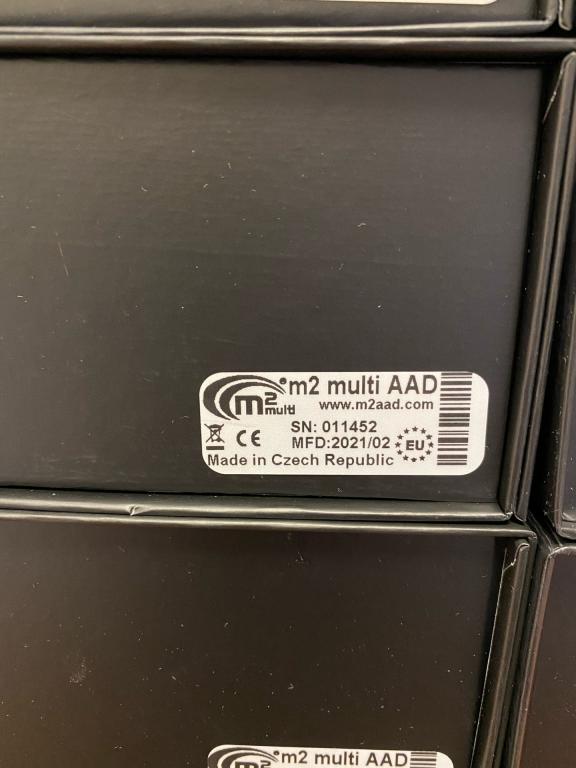 m2 multi AAD
m2
multi
www.m2aad.com
SN: 011452
CE
MFD:2021/02
EU
Made in Czech Republic
m2 multi AAD
m2